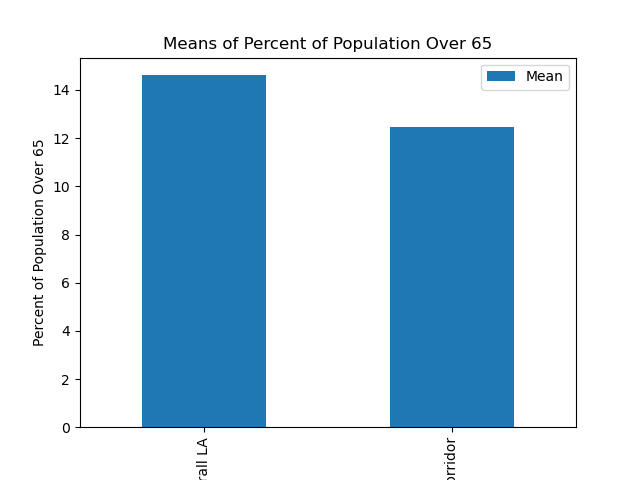 Means of Percent of Population Over 65
Mean
Percent of Population Over 65
14
12
10
8
6
4
2
0
rall LA
orridor